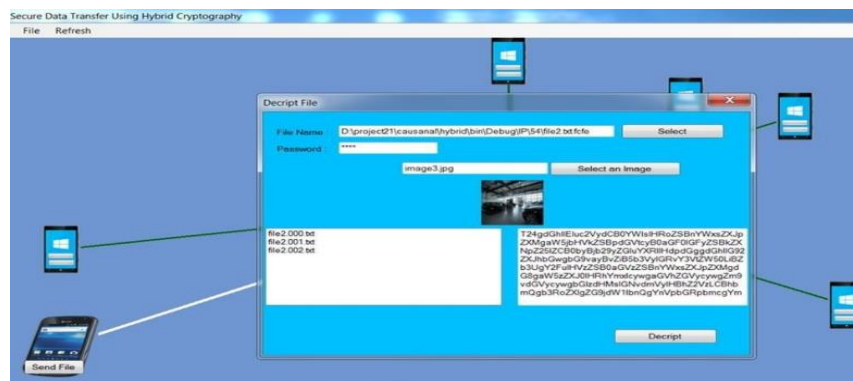 Secure Data Transfer Using Hybrid Cryptography
File Refresh
Decript File
File Name : D:\project21\causanal\hybrid\bin\Debug\IP\54\file2.txt.fcfe Select
Password : ****
image3.jpg Select an Image
file2.000.txt
file2.001.txt
file2.002.txt
T24gdGhlIEluc2VydCB0YWIsIHRoZSBnYWxsZXJp
ZXMgaW5jbHVkZSBpdGVtcyB0aGF0IGFyZSBkZX
NpZ25lZCB0byBjb29yZGluYXRlIHdpdGggdGhlIG92
ZXJhbGwgbG9vayBvZiB5b3VyIGRvY3VtZW50LiBZ
b3UgY2FuIHVzZSB0aGVzZSBnYWxsZXJpZXMgd
G8gaW5zZXJ0IHRhYmxlcywgaGVhZGVycywgZm9
vdGVycywgbGlzdHMsIGNvdmVyIHBhZ2VzLCBhb
mQgb3RoZXIgZG9jdW1lbnQgYnVpbGRpbmcgYm
Decript
Send File